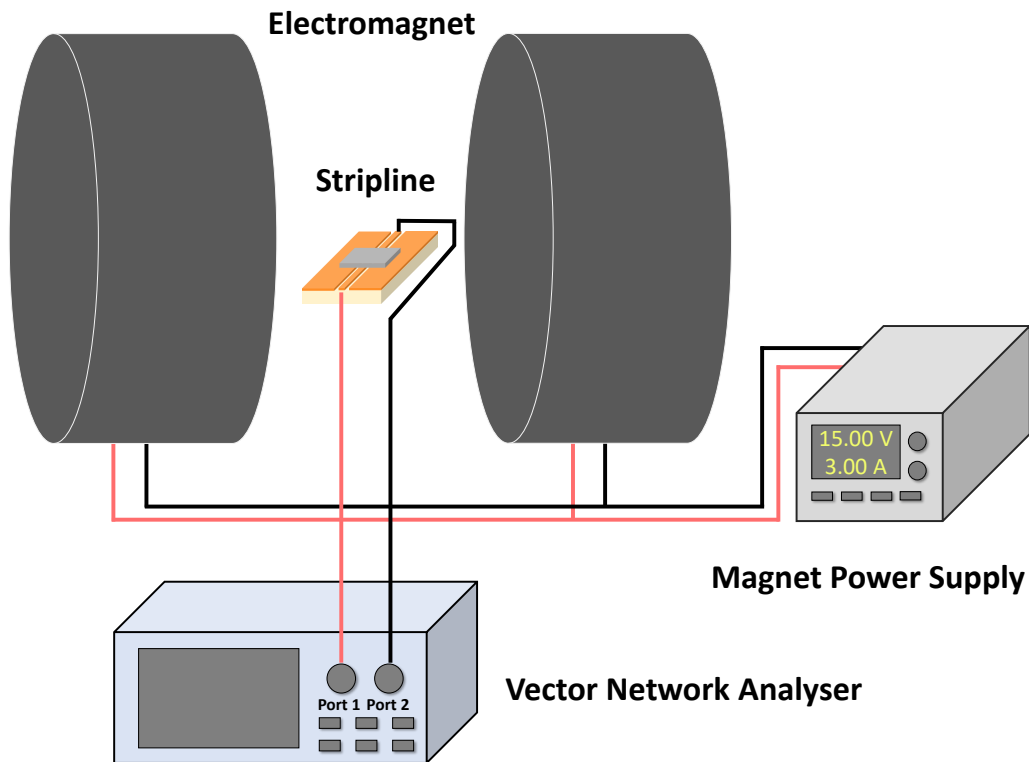 Electromagnet
Stripline
15.00 V
3.00 A
Magnet Power Supply
Vector Network Analyser
Port 1 Port 2